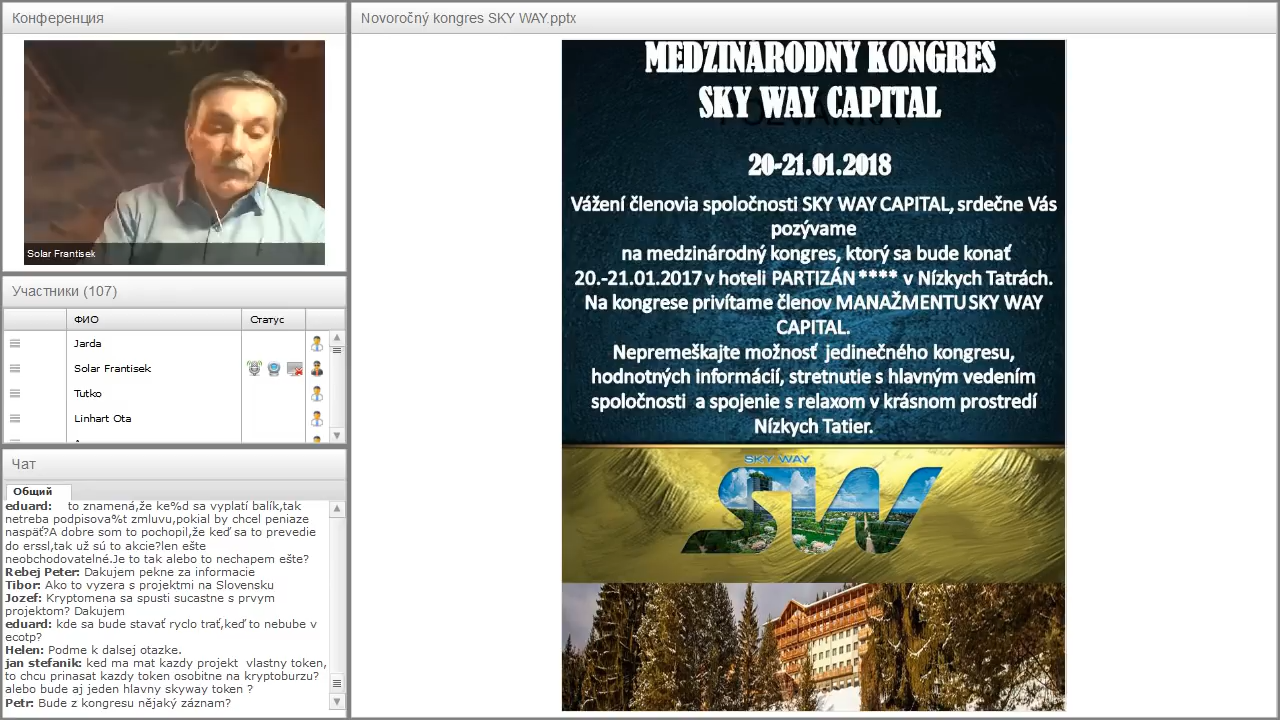 Конференция
SW
Solar Frantisek
Участники (107)
ФИО
Статус
Jarda
Solar Frantisek
Tutko
Linhart Ota
Чат
Общий
eduard: to znamená,že ke%d sa vyplatí balík,tak
netreba podpisova%t zmluvu,pokial by chcel peniaze
naspäť?A dobre som to pochopil,že keď sa to prevedie
do erssl,tak už sú to akcie?len ešte
neobchodovatelné.Je to tak alebo to nechapem ešte?
Rebej Peter: Dakujem pekne za informacie
Tibor: Ako to vyzera s projektmi na Slovensku
Jozef: Kryptomena sa spusti sucastne s prvym
projektom? Dakujem
eduard: kde sa bude stavať ryclo trať,keď to nebube v
ecotp?
Helen: Podme k dalsej otazke.
jan stefanik: ked ma mat kazdy projekt vlastny token,
to chcu prinasat kazdy token osobitne na kryptoburzu?
alebo bude aj jeden hlavny skyway token ?
Petr: Bude z kongresu nějaký záznam?
Novoročný kongres SKY WAY.pptx
MEDZINÁRODNÝ KONGRES
SKY WAY CAPITAL
20-21.01.2018
Vážení členovia spoločnosti SKY WAY CAPITAL, srdečne Vás
pozývame
na medzinárodný kongres, ktorý sa bude konať
20.-21.01.2017 v hoteli PARTIZÁN **** v Nízkych Tatrách.
Na kongrese privítame členov MANAŽMENTU SKY WAY
CAPITAL.
Nepremeškajte možnosť jedinečného kongresu,
hodnotných informácií, stretnutie s hlavným vedením
spoločnosti a spojenie s relaxom v krásnom prostredí
Nízkych Tatier.
SKY WAY
SW